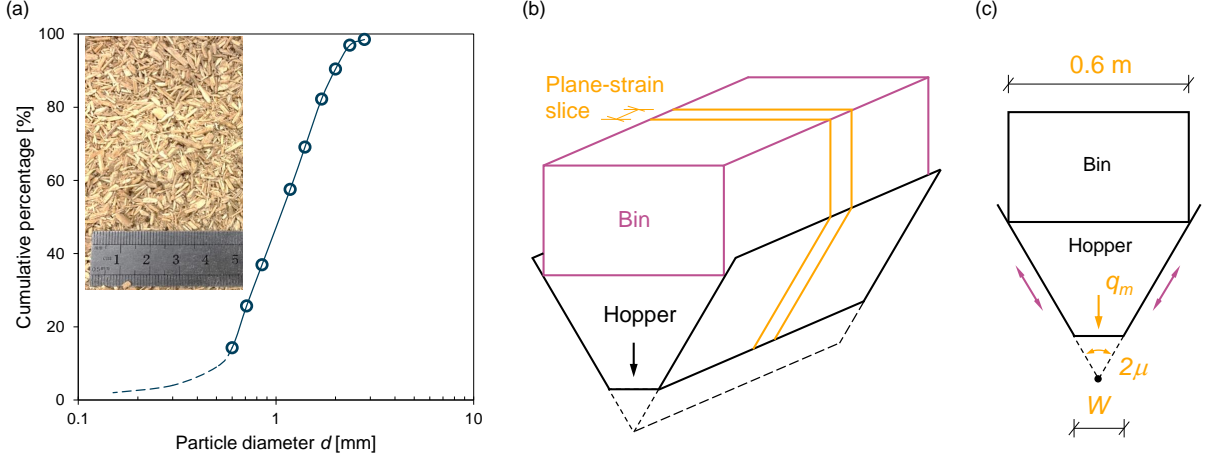 (a)
100
80
60
40
20
0
Cumulative percentage [%]
0.1
1
10
Particle diameter d [mm]
1 2 3 4 5
(b)
Plane-strain
slice
Bin
Hopper
(c)
0.6 m
Bin
Hopper
qm
2μ
W